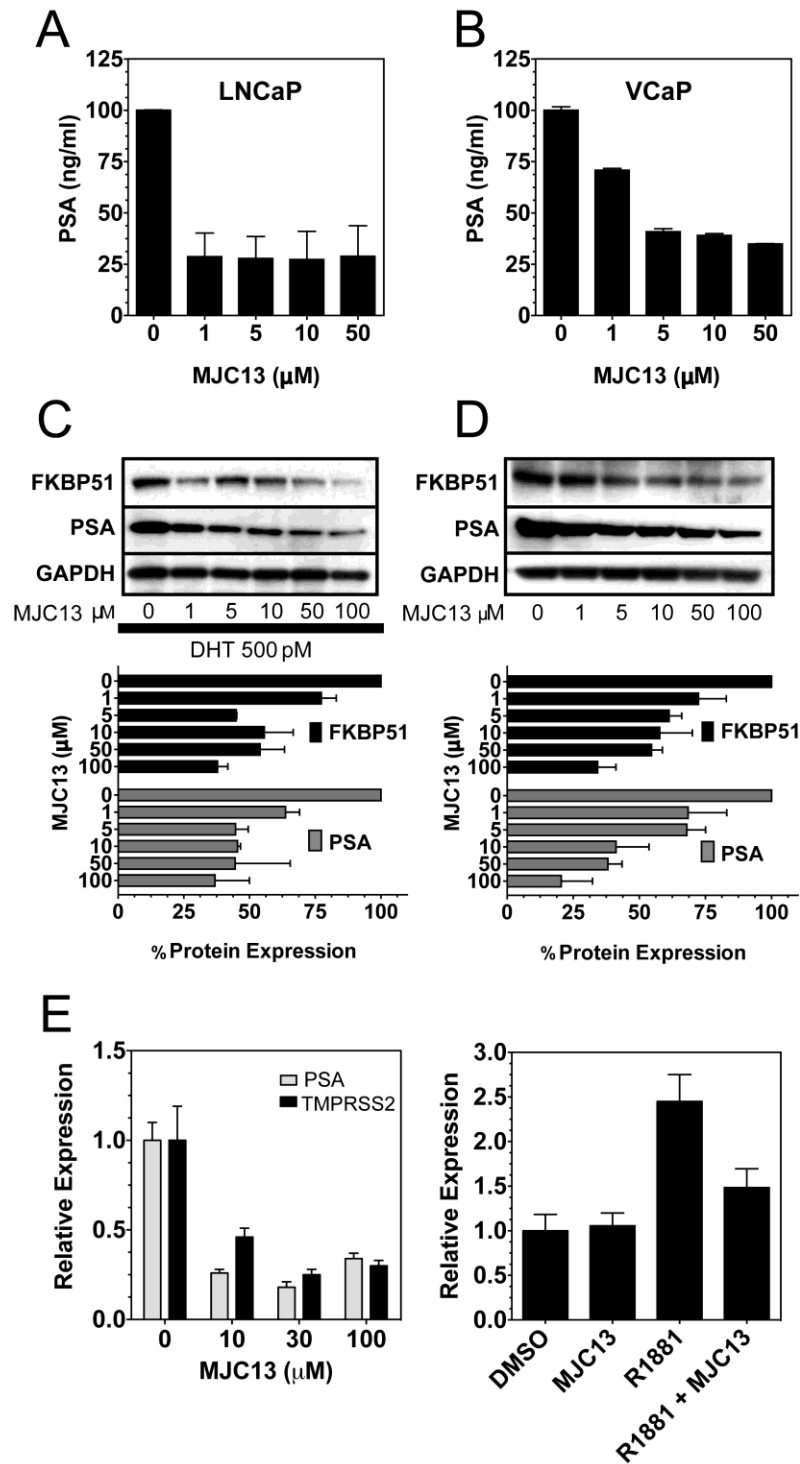 A
125
100
75
50
25
0
PSA (ng/ml)
LNCaP
0 1 5 10 50
MJC13 (µM)
B
125
100
75
50
25
0
PSA (ng/ml)
VCaP
0 1 5 10 50
MJC13 (µM)
C
FKBP51
PSA
GAPDH
MJC13 µM 0 1 5 10 50 100
DHT 500 pM
MJC13 (µM)
0
1
5
10
50
100
FKBP51
0
1
5
10
50
100
PSA
0 25 50 75 100
% Protein Expression
D
FKBP51
PSA
GAPDH
MJC13 µM 0 1 5 10 50 100
MJC13 (µM)
0
1
5
10
50
100
FKBP51
0
1
5
10
50
100
PSA
0 25 50 75 100
% Protein Expression
E
1.5
1.0
0.5
0.0
Relative Expression
PSA
TMPRSS2
0 10 30 100
MJC13 (µM)
3.0
2.5
2.0
1.5
1.0
0.5
0.0
Relative Expression
DMSO
MJC13
R1881
R1881 + MJC13